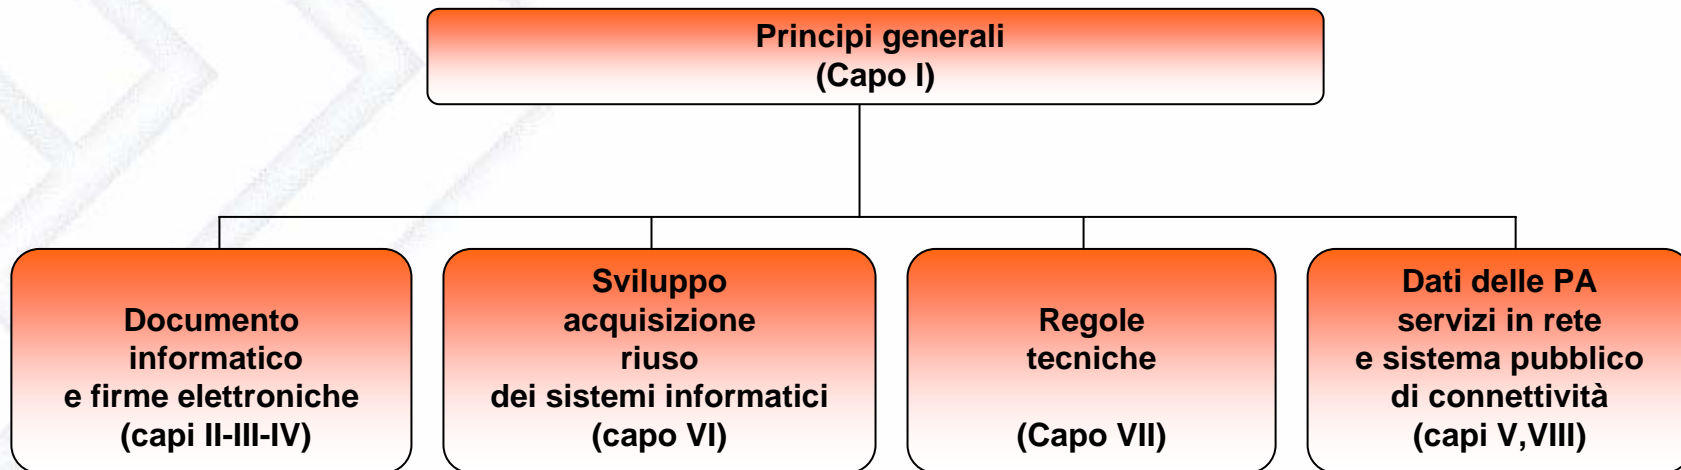 Principi generali
(Capo I)
Documento
informatico
e firme elettroniche
(capi II-III-IV)
Sviluppo
acquisizione
riuso
dei sistemi informatici
(capo VI)
Regole
tecniche
(Capo VII)
Dati delle PA
servizi in rete
e sistema pubblico
di connettività
(capi V,VIII)